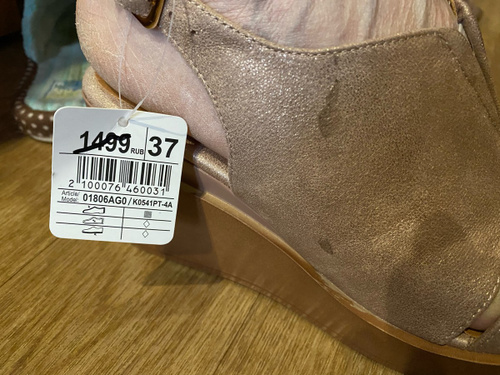 1499 RUB 37
2 100076 460031
Article/ Model: 01806AG0 / K0541PT-4A